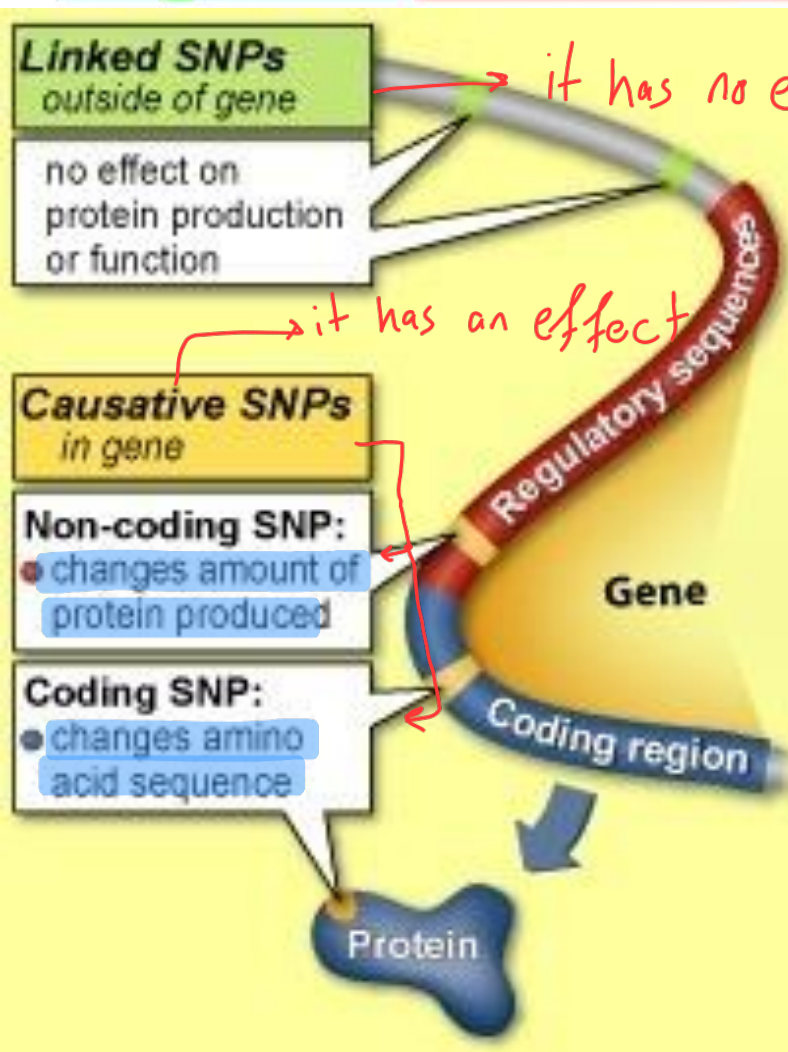 Linked SNPs
outside of gene
it has no
no effect on
protein production
or function
it has an effect
Causative SNPs
in gene
Regulatory sequences
Non-coding SNP:
changes amount of
protein produced
Gene
Coding SNP:
changes amino
acid sequence
Coding region
Protein